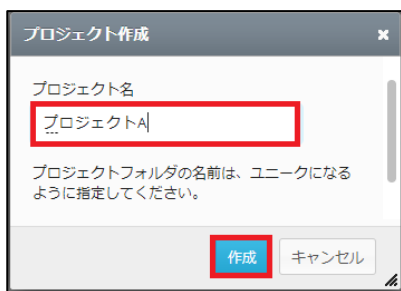 プロジェクト作成
プロジェクト名
プロジェクトA
プロジェクトフォルダの名前は、ユニークになる
ように指定してください。
作成 キャンセル